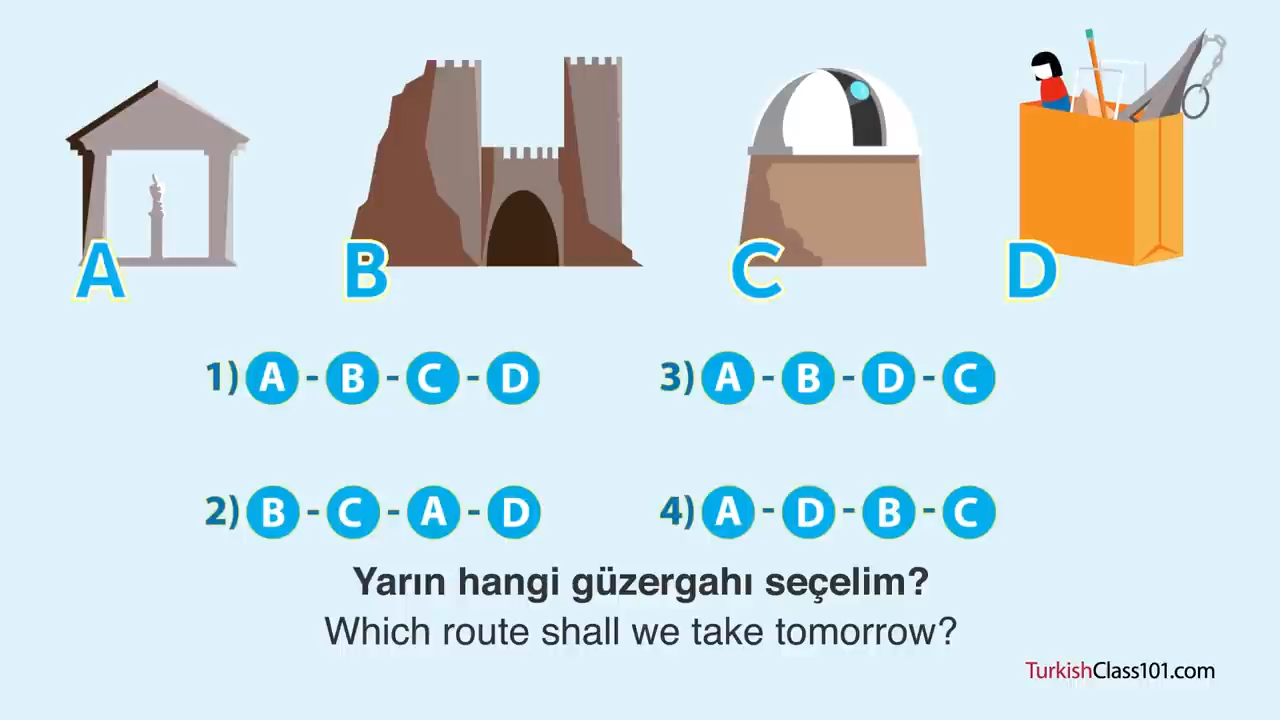 A B C D
1) A - B - C - D
3) A - B - D - C
2) B - C - A - D
4) A - D - B - C
Yarın hangi güzergahı seçelim?
Which route shall we take tomorrow?
TurkishClass101.com